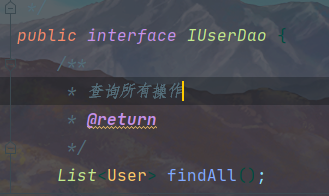 public interface IUserDao {
/**
* 查询所有操作
* @return
*/
List<User> findAll();